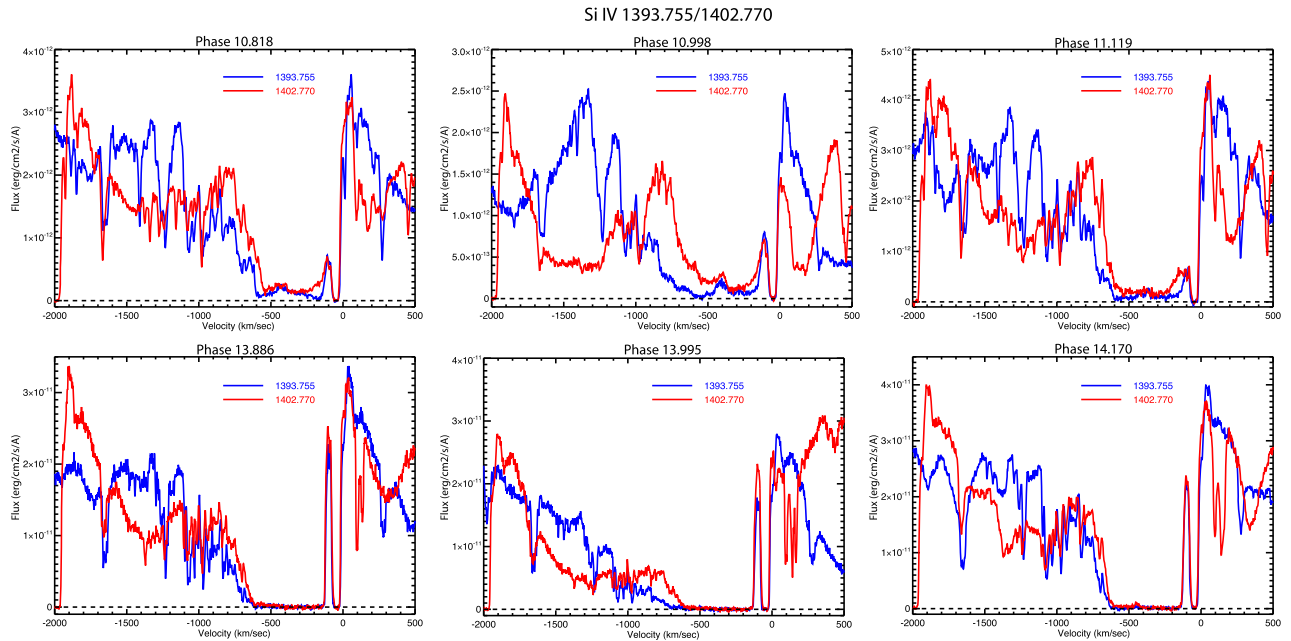 Si IV 1393.755/1402.770
Phase 10.818
Flux (erg/cm2/s/A)
4×10⁻¹²
3×10⁻¹²
2×10⁻¹²
1×10⁻¹²
0
1393.755
1402.770
-2000 -1500 -1000 -500 0 500
Velocity (km/sec)
Phase 10.998
Flux (erg/cm2/s/A)
3.0×10⁻¹²
2.5×10⁻¹²
2.0×10⁻¹²
1.5×10⁻¹²
1.0×10⁻¹²
5.0×10⁻¹³
0
1393.755
1402.770
-2000 -1500 -1000 -500 0 500
Velocity (km/sec)
Phase 11.119
Flux (erg/cm2/s/A)
5×10⁻¹²
4×10⁻¹²
3×10⁻¹²
2×10⁻¹²
1×10⁻¹²
0
1393.755
1402.770
-2000 -1500 -1000 -500 0 500
Velocity (km/sec)
Phase 13.886
Flux (erg/cm2/s/A)
3×10⁻¹¹
2×10⁻¹¹
1×10⁻¹¹
0
1393.755
1402.770
-2000 -1500 -1000 -500 0 500
Velocity (km/sec)
Phase 13.995
Flux (erg/cm2/s/A)
4×10⁻¹¹
3×10⁻¹¹
2×10⁻¹¹
1×10⁻¹¹
0
1393.755
1402.770
-2000 -1500 -1000 -500 0 500
Velocity (km/sec)
Phase 14.170
Flux (erg/cm2/s/A)
4×10⁻¹¹
3×10⁻¹¹
2×10⁻¹¹
1×10⁻¹¹
0
1393.755
1402.770
-2000 -1500 -1000 -500 0 500
Velocity (km/sec)